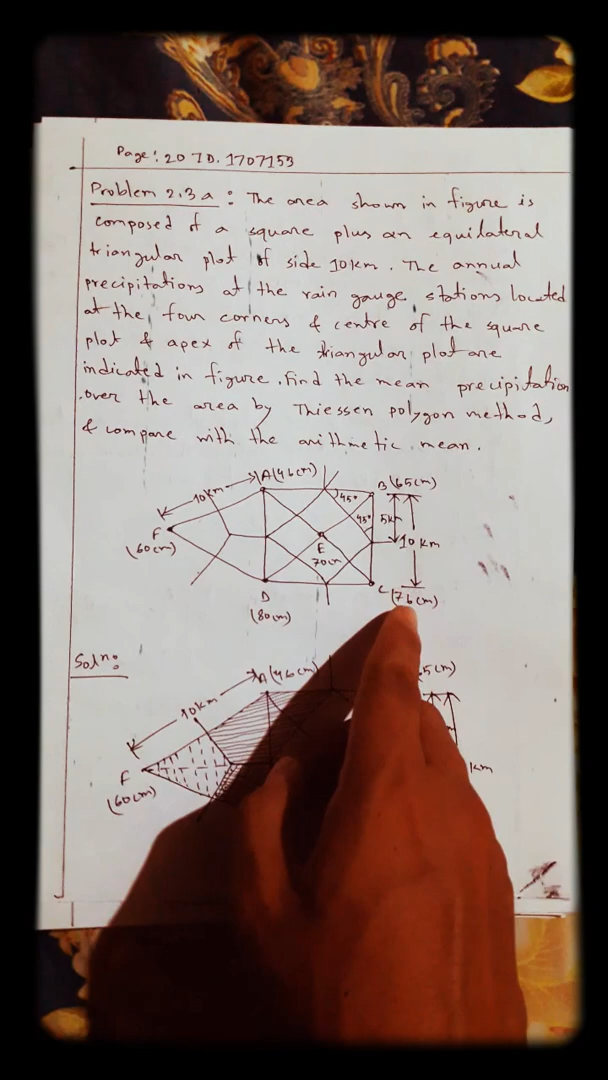 Page: 20 ID. 1707153
Problem 2.3 a : The area shown in figure is
composed of a square plus an equilateral
triangular plot of side 10km. The annual
precipitations at the rain gauge stations located
at the four corners & centre of the square
plot & apex of the triangular plot are
indicated in figure. Find the mean precipitation
over the area by Thiessen polygon method,
& compare with the arithmetic mean.
A(46cm)
10km
B(65cm)
45°
45°
5km
F
(60cm)
E
70cm
10 km
D
(80cm)
C(76cm)
Soln:
A(46cm)
5cm)
10km
F
(60cm)
km